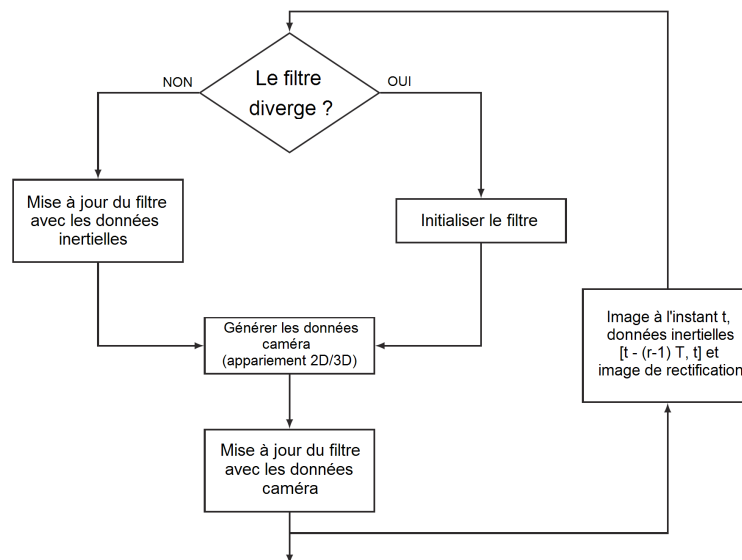 Le filtre
diverge ?
NON
OUI
Mise à jour du filtre
avec les données
inertielles
Initialiser le filtre
Générer les données
caméra
(appariement 2D/3D)
Mise à jour du filtre
avec les données
caméra
Image à l'instant t,
données inertielles
[t - (r-1) T, t] et
image de rectification